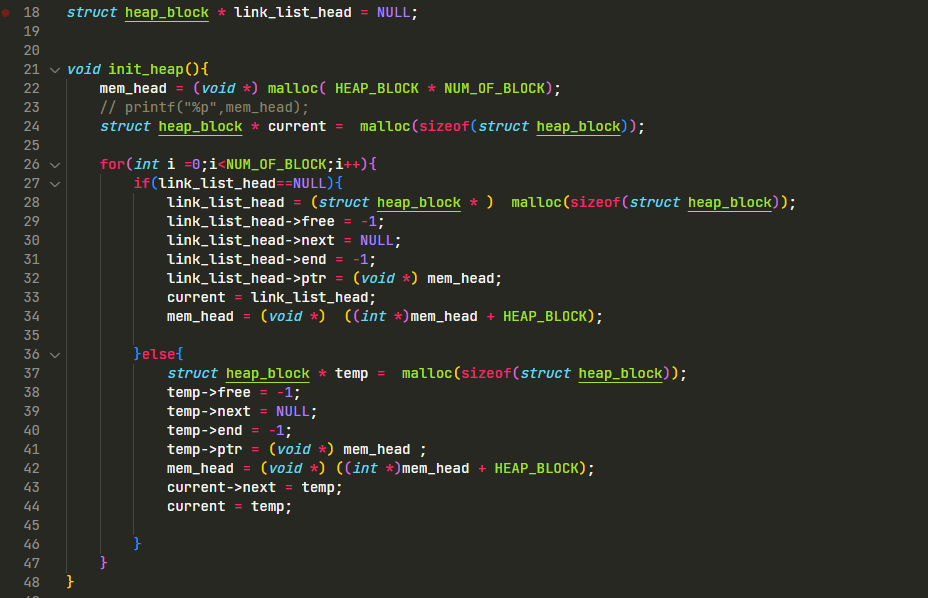 18 struct heap_block * link_list_head = NULL;
19
20
21 void init_heap(){
22     mem_head = (void *) malloc( HEAP_BLOCK * NUM_OF_BLOCK);
23     // printf("%p",mem_head);
24     struct heap_block * current =  malloc(sizeof(struct heap_block));
25
26     for(int i =0;i<NUM_OF_BLOCK;i++){
27         if(link_list_head==NULL){
28             link_list_head = (struct heap_block * )  malloc(sizeof(struct heap_block));
29             link_list_head->free = -1;
30             link_list_head->next = NULL;
31             link_list_head->end = -1;
32             link_list_head->ptr = (void *) mem_head;
33             current = link_list_head;
34             mem_head = (void *)  ((int *)mem_head + HEAP_BLOCK);
35
36         }else{
37             struct heap_block * temp =  malloc(sizeof(struct heap_block));
38             temp->free = -1;
39             temp->next = NULL;
40             temp->end = -1;
41             temp->ptr = (void *) mem_head ;
42             mem_head = (void *) ((int *)mem_head + HEAP_BLOCK);
43             current->next = temp;
44             current = temp;
45
46         }
47     }
48 }